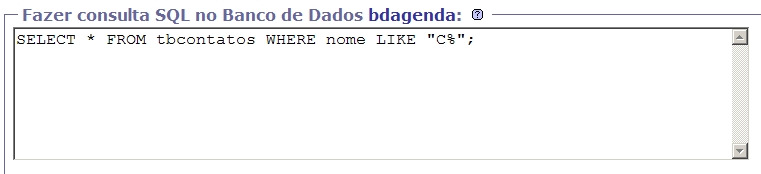 Fazer consulta SQL no Banco de Dados bdagenda:
SELECT * FROM tbcontatos WHERE nome LIKE "C%";